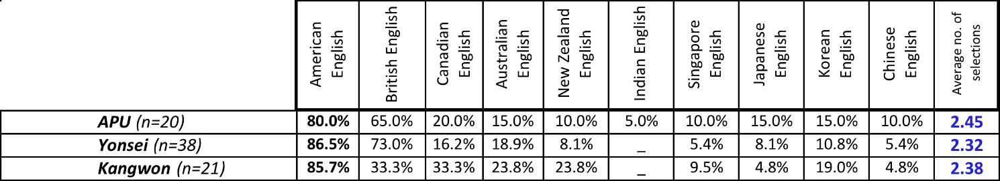 American English British English Canadian English Australian English New Zealand English Indian English Singapore English Japanese English Korean English Chinese English Average no. of selections
APU (n=20) 80.0% 65.0% 20.0% 15.0% 10.0% 5.0% 10.0% 15.0% 15.0% 10.0% 2.45
Yonsei (n=38) 86.5% 73.0% 16.2% 18.9% 8.1% _ 5.4% 8.1% 10.8% 5.4% 2.32
Kangwon (n=21) 85.7% 33.3% 33.3% 23.8% 23.8% _ 9.5% 4.8% 19.0% 4.8% 2.38